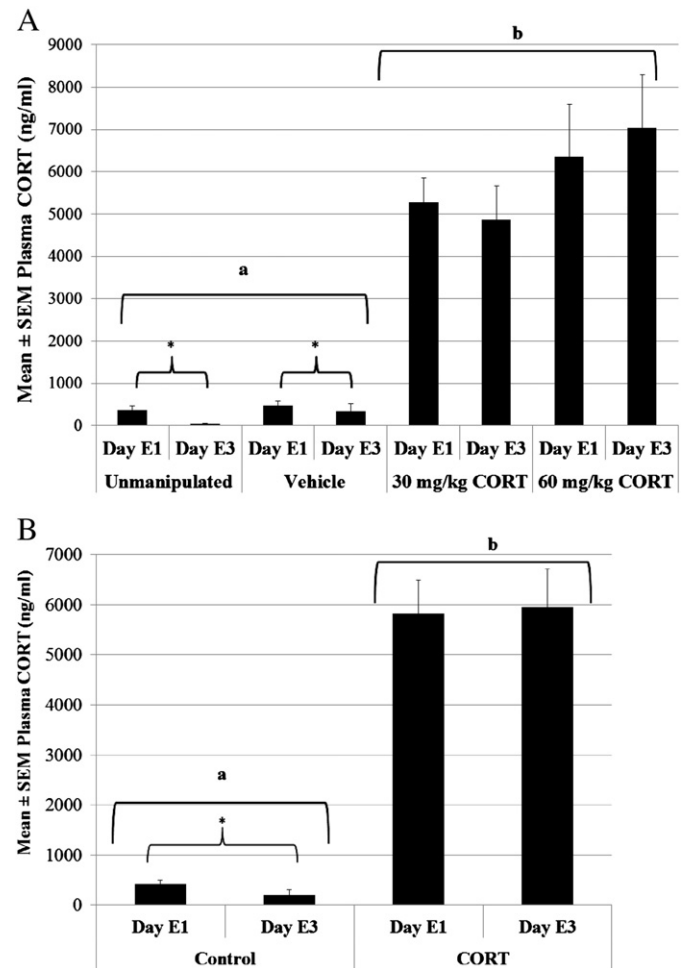 A
Mean ± SEM Plasma CORT (ng/ml)
9000
8000
7000
6000
5000
4000
3000
2000
1000
0
b
a
* *
Day E1 Day E3 Day E1 Day E3 Day E1 Day E3 Day E1 Day E3
Unmanipulated Vehicle 30 mg/kg CORT 60 mg/kg CORT
B
Mean ± SEM Plasma CORT (ng/ml)
7000
6000
5000
4000
3000
2000
1000
0
b
a
*
Day E1 Day E3 Day E1 Day E3
Control CORT